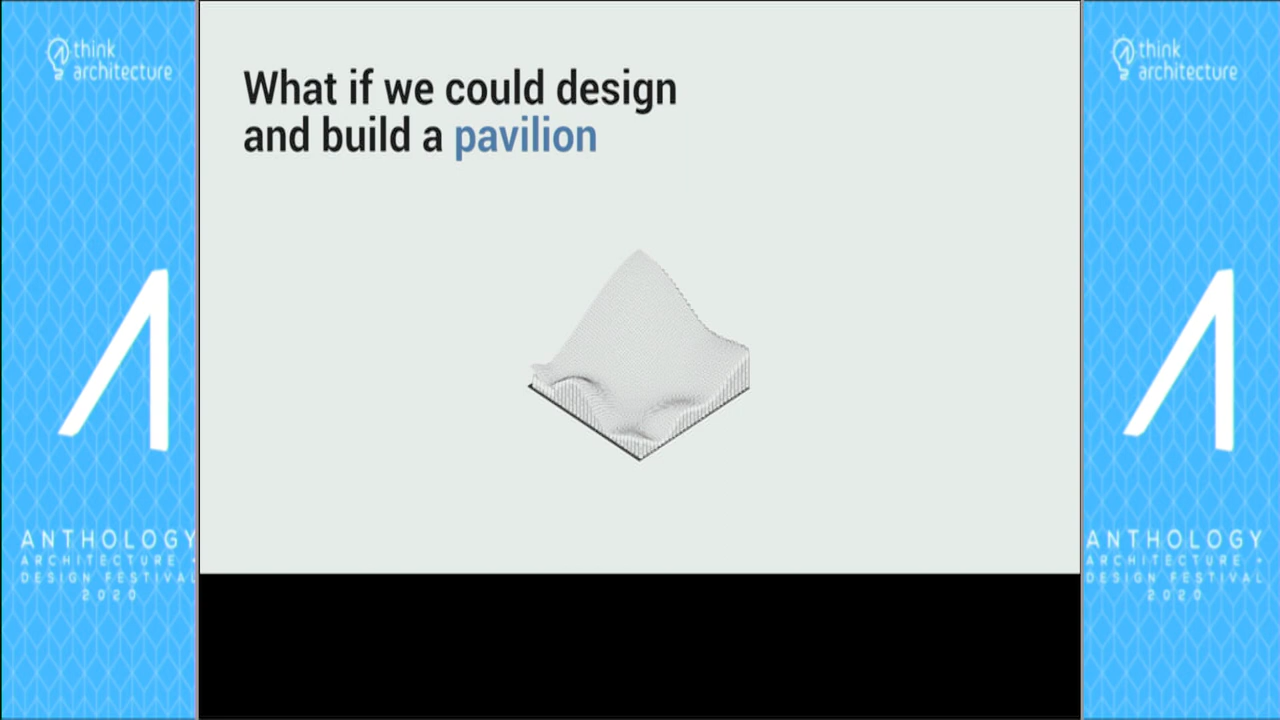 think
architecture
What if we could design
and build a pavilion
think
architecture
ANTHOLOGY
ARCHITECTURE +
DESIGN FESTIVAL
2020
ANTHOLOGY
ARCHITECTURE +
DESIGN FESTIVAL
2020